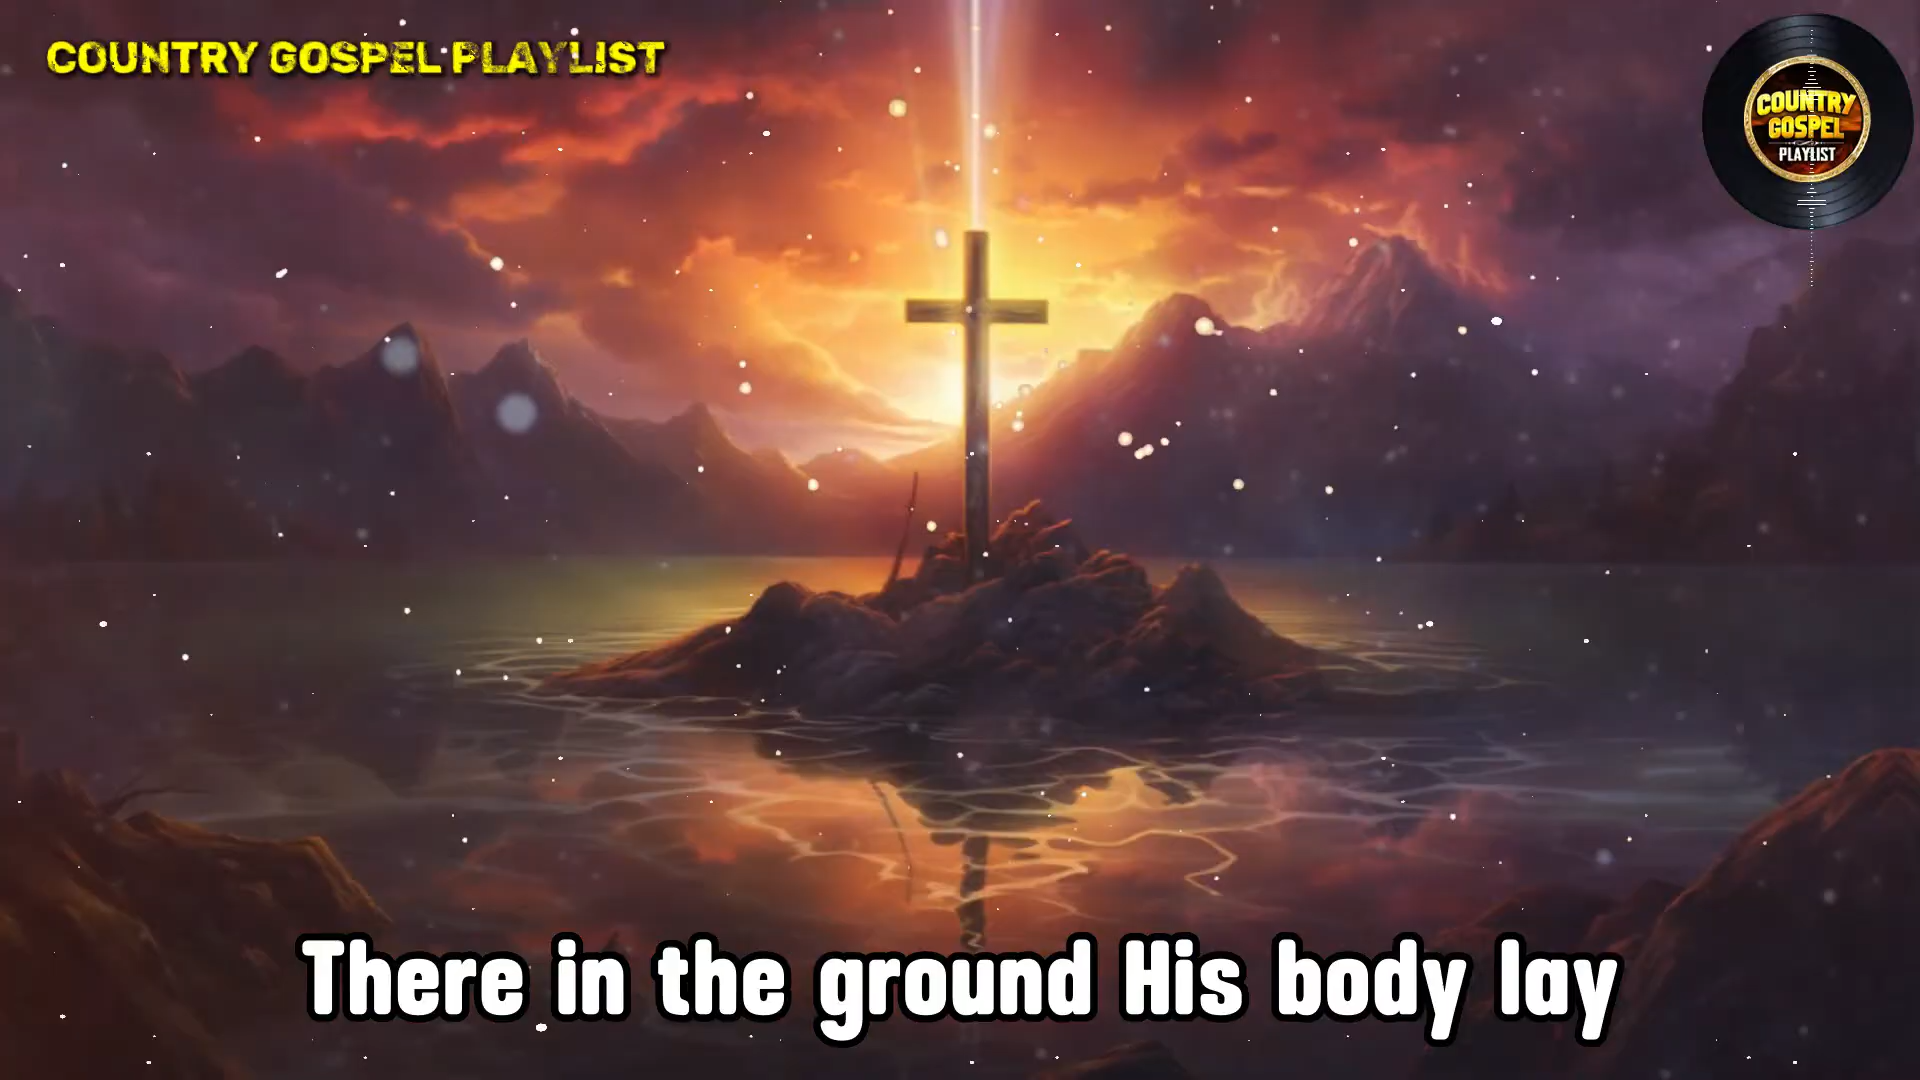 COUNTRY GOSPEL PLAYLIST
COUNTRY
GOSPEL
PLAYLIST
There in the ground His body lay